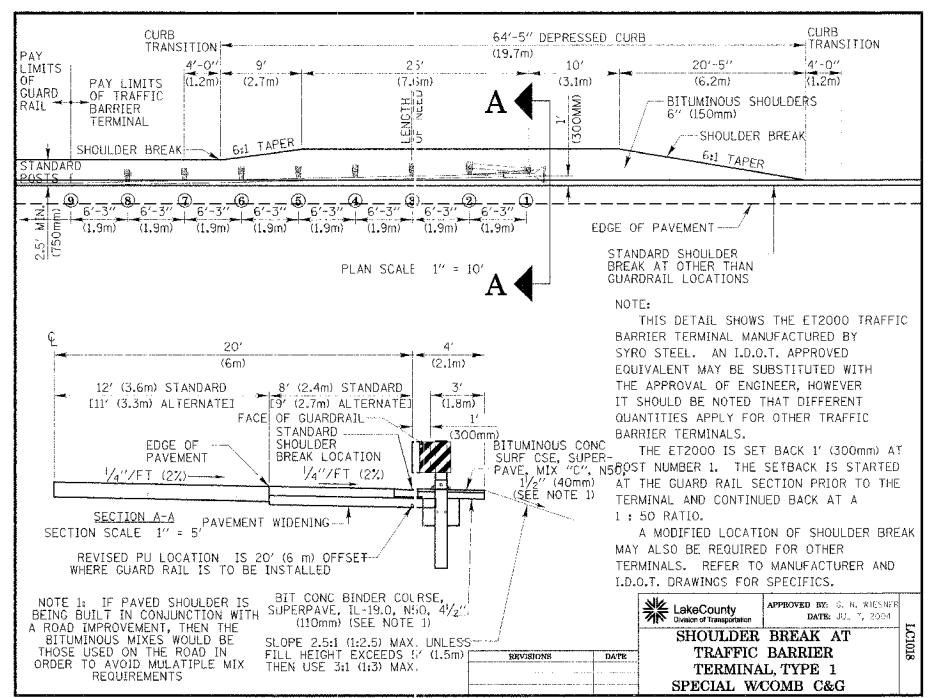 CURB
TRANSITION
64'-5" DEPRESSED CURB
(19.7m)
CURB
TRANSITION
PAY
LIMITS
OF
GUARD
RAIL
PAY LIMITS
OF TRAFFIC
BARRIER
TERMINAL
4'-0"
(1.2m)
9'
(2.7m)
25'
(7.6m)
10'
(3.1m)
20'-5"
(6.2m)
4'-0"
(1.2m)
LENGTH
OF NEED
A
1'
(300MM)
BITUMINOUS SHOULDERS
6" (150mm)
SHOULDER BREAK
6:1 TAPER
SHOULDER BREAK
6:1 TAPER
STANDARD
POSTS
9 8 7 6 5 4 3 2 1
6'-3" 6'-3" 6'-3" 6'-3" 6'-3" 6'-3" 6'-3" 6'-3"
(1.9m) (1.9m) (1.9m) (1.9m) (1.9m) (1.9m) (1.9m) (1.9m)
2.5' MIN.
(750mm)
EDGE OF PAVEMENT
STANDARD SHOULDER
BREAK AT OTHER THAN
GUARDRAIL LOCATIONS
PLAN SCALE 1" = 10'
A
NOTE:
THIS DETAIL SHOWS THE ET2000 TRAFFIC
BARRIER TERMINAL MANUFACTURED BY
SYRO STEEL. AN I.D.O.T. APPROVED
EQUIVALENT MAY BE SUBSTITUTED WITH
THE APPROVAL OF ENGINEER, HOWEVER
IT SHOULD BE NOTED THAT DIFFERENT
QUANTITIES APPLY FOR OTHER TRAFFIC
BARRIER TERMINALS.
THE ET2000 IS SET BACK 1' (300mm) AT
POST NUMBER 1. THE SETBACK IS STARTED
AT THE GUARD RAIL SECTION PRIOR TO THE
TERMINAL AND CONTINUED BACK AT A
1 : 50 RATIO.
A MODIFIED LOCATION OF SHOULDER BREAK
MAY ALSO BE REQUIRED FOR OTHER
TERMINALS. REFER TO MANUFACTURER AND
I.D.O.T. DRAWINGS FOR SPECIFICS.
CL
20'
(6m)
4'
(2.1m)
12' (3.6m) STANDARD
[11' (3.3m) ALTERNATE]
8' (2.4m) STANDARD
[9' (2.7m) ALTERNATE]
3'
(1.8m)
1'
(300mm)
FACE OF GUARDRAIL
STANDARD
SHOULDER
BREAK LOCATION
EDGE OF
PAVEMENT
1/4"/FT (2%)
1/4"/FT (2%)
BITUMINOUS CONC
SURF CSE, SUPER-
PAVE, MIX "C", N50,
1 1/2" (40mm)
(SEE NOTE 1)
SECTION A-A
SECTION SCALE 1" = 5'
PAVEMENT WIDENING
REVISED PU LOCATION IS 20' (6 m) OFFSET
WHERE GUARD RAIL IS TO BE INSTALLED
NOTE 1: IF PAVED SHOULDER IS
BEING BUILT IN CONJUNCTION WITH
A ROAD IMPROVEMENT, THEN THE
BITUMINOUS MIXES WOULD BE
THOSE USED ON THE ROAD IN
ORDER TO AVOID MULATIPLE MIX
REQUIREMENTS
BIT CONC BINDER COURSE,
SUPERPAVE, IL-19.0, N50, 4 1/2",
(110mm) (SEE NOTE 1)
SLOPE 2.5:1 (1:2.5) MAX. UNLESS
FILL HEIGHT EXCEEDS 5' (1.5m)
THEN USE 3:1 (1:3) MAX.
REVISIONS DATE
LakeCounty
Division of Transportation
APPROVED BY: G. N. WIESNER
DATE: JUL 7, 2004
SHOULDER BREAK AT
TRAFFIC BARRIER
TERMINAL, TYPE 1
SPECIAL W/COMB C&G
LC1018